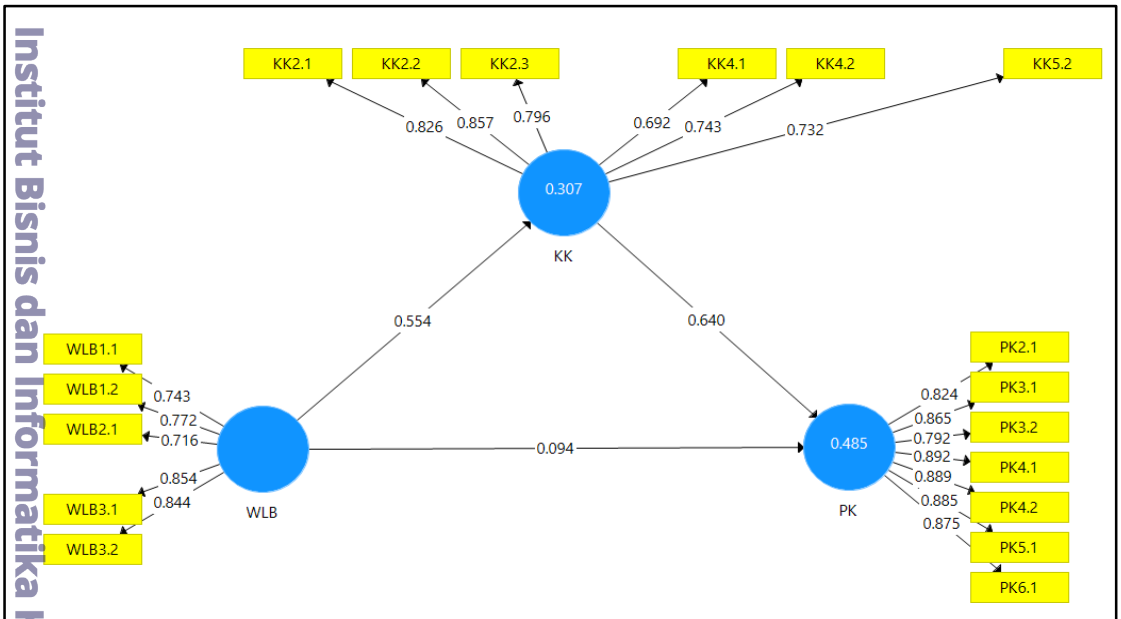 Institut Bisnis dan Informatika
KK2.1 KK2.2 KK2.3 KK4.1 KK4.2 KK5.2
0.826 0.857 0.796 0.692 0.743 0.732
0.307
KK
0.554 0.640
WLB1.1
WLB1.2
WLB2.1
WLB3.1
WLB3.2
0.743
0.772
0.716
0.854
0.844
WLB
0.094
0.485
PK
0.824
0.865
0.792
0.892
0.889
0.885
0.875
PK2.1
PK3.1
PK3.2
PK4.1
PK4.2
PK5.1
PK6.1